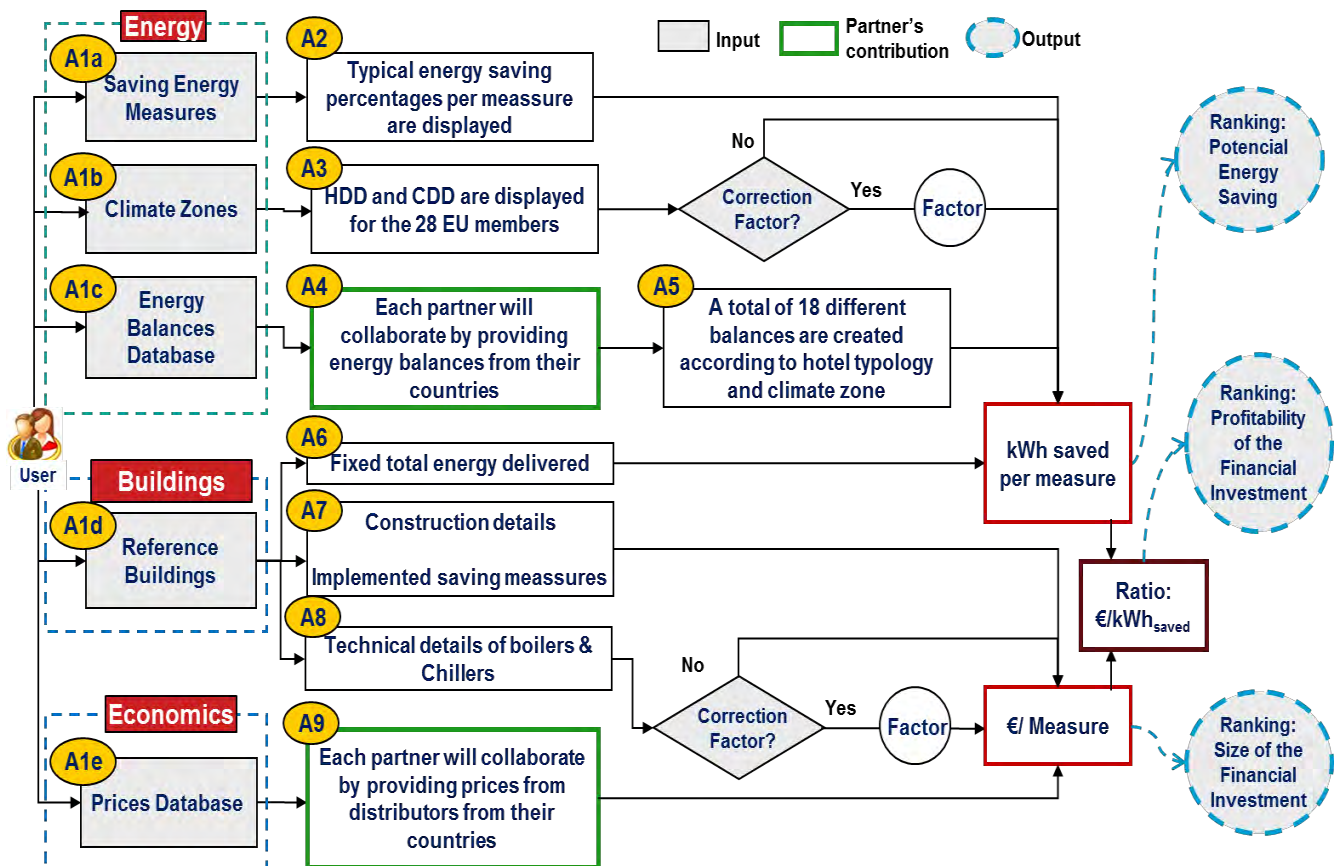 Energy
Input
Partner's
contribution
Output
A1a
Saving Energy
Measures
A2
Typical energy saving
percentages per meassure
are displayed
Ranking:
Potencial
Energy
Saving
A1b
Climate Zones
A3
HDD and CDD are displayed
for the 28 EU members
No
Correction
Factor?
Yes
Factor
A1c
Energy
Balances
Database
A4
Each partner will
collaborate by providing
energy balances from their
countries
A5
A total of 18 different
balances are created
according to hotel typology
and climate zone
Ranking:
Profitability
of the
Financial
Investment
User
A6
Fixed total energy delivered
kWh saved
per measure
Buildings
A1d
Reference
Buildings
A7
Construction details
Implemented saving meassures
Ratio:
€/kWhsaved
A8
Technical details of boilers &
Chillers
No
Correction
Factor?
Yes
Factor
€/ Measure
Ranking:
Size of the
Financial
Investment
Economics
A1e
Prices Database
A9
Each partner will collaborate
by providing prices from
distributors from their
countries